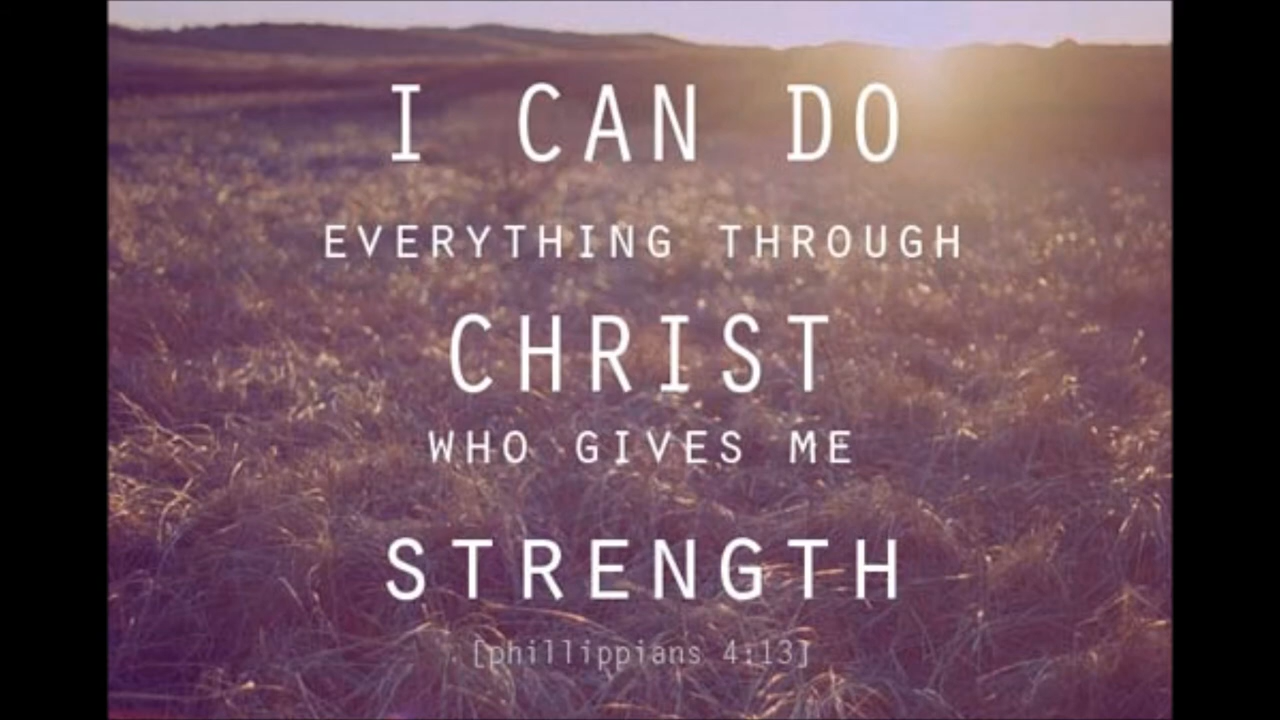 I CAN DO
EVERYTHING THROUGH
CHRIST
WHO GIVES ME
STRENGTH
[phillippians 4:13]